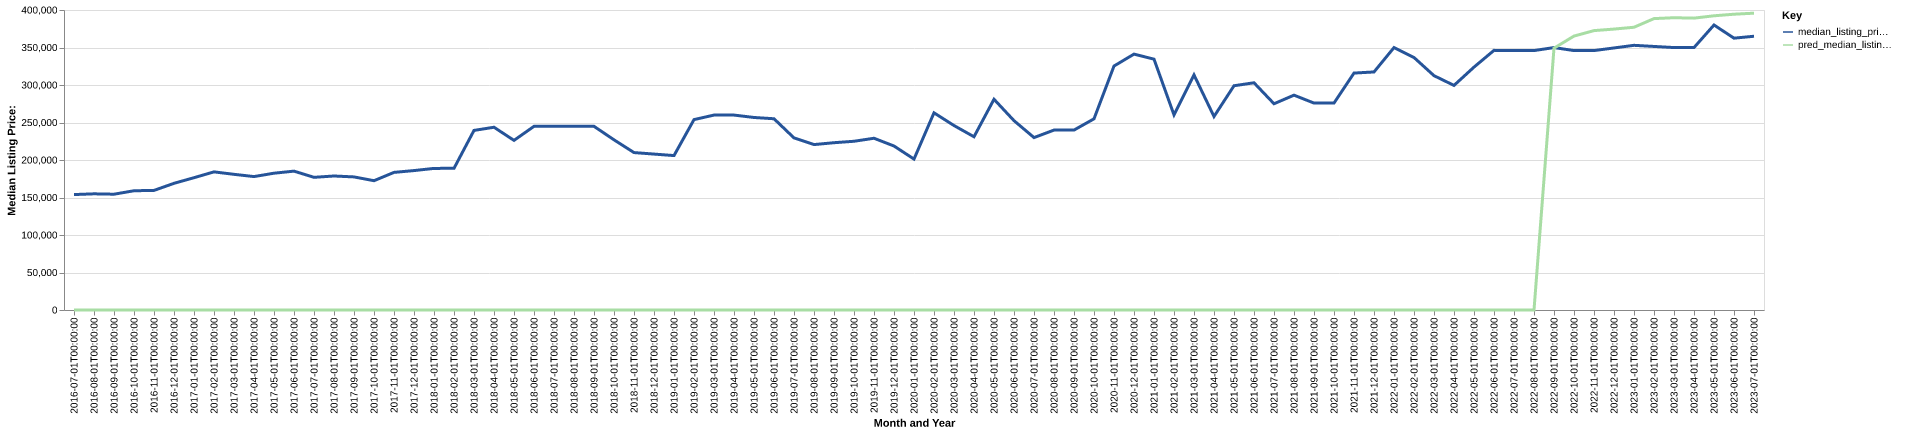 400,000
350,000
300,000
250,000
200,000
150,000
100,000
50,000
0
Median Listing Price:
2016-07-01T00:00:00
2016-08-01T00:00:00
2016-09-01T00:00:00
2016-10-01T00:00:00
2016-11-01T00:00:00
2016-12-01T00:00:00
2017-01-01T00:00:00
2017-02-01T00:00:00
2017-03-01T00:00:00
2017-04-01T00:00:00
2017-05-01T00:00:00
2017-06-01T00:00:00
2017-07-01T00:00:00
2017-08-01T00:00:00
2017-09-01T00:00:00
2017-10-01T00:00:00
2017-11-01T00:00:00
2017-12-01T00:00:00
2018-01-01T00:00:00
2018-02-01T00:00:00
2018-03-01T00:00:00
2018-04-01T00:00:00
2018-05-01T00:00:00
2018-06-01T00:00:00
2018-07-01T00:00:00
2018-08-01T00:00:00
2018-09-01T00:00:00
2018-10-01T00:00:00
2018-11-01T00:00:00
2018-12-01T00:00:00
2019-01-01T00:00:00
2019-02-01T00:00:00
2019-03-01T00:00:00
2019-04-01T00:00:00
2019-05-01T00:00:00
2019-06-01T00:00:00
2019-07-01T00:00:00
2019-08-01T00:00:00
2019-09-01T00:00:00
2019-10-01T00:00:00
2019-11-01T00:00:00
2019-12-01T00:00:00
2020-01-01T00:00:00
2020-02-01T00:00:00
2020-03-01T00:00:00
2020-04-01T00:00:00
2020-05-01T00:00:00
2020-06-01T00:00:00
2020-07-01T00:00:00
2020-08-01T00:00:00
2020-09-01T00:00:00
2020-10-01T00:00:00
2020-11-01T00:00:00
2020-12-01T00:00:00
2021-01-01T00:00:00
2021-02-01T00:00:00
2021-03-01T00:00:00
2021-04-01T00:00:00
2021-05-01T00:00:00
2021-06-01T00:00:00
2021-07-01T00:00:00
2021-08-01T00:00:00
2021-09-01T00:00:00
2021-10-01T00:00:00
2021-11-01T00:00:00
2021-12-01T00:00:00
2022-01-01T00:00:00
2022-02-01T00:00:00
2022-03-01T00:00:00
2022-04-01T00:00:00
2022-05-01T00:00:00
2022-06-01T00:00:00
2022-07-01T00:00:00
2022-08-01T00:00:00
2022-09-01T00:00:00
2022-10-01T00:00:00
2022-11-01T00:00:00
2022-12-01T00:00:00
2023-01-01T00:00:00
2023-02-01T00:00:00
2023-03-01T00:00:00
2023-04-01T00:00:00
2023-05-01T00:00:00
2023-06-01T00:00:00
2023-07-01T00:00:00
Month and Year
Key
median_listing_pri…
pred_median_listin…